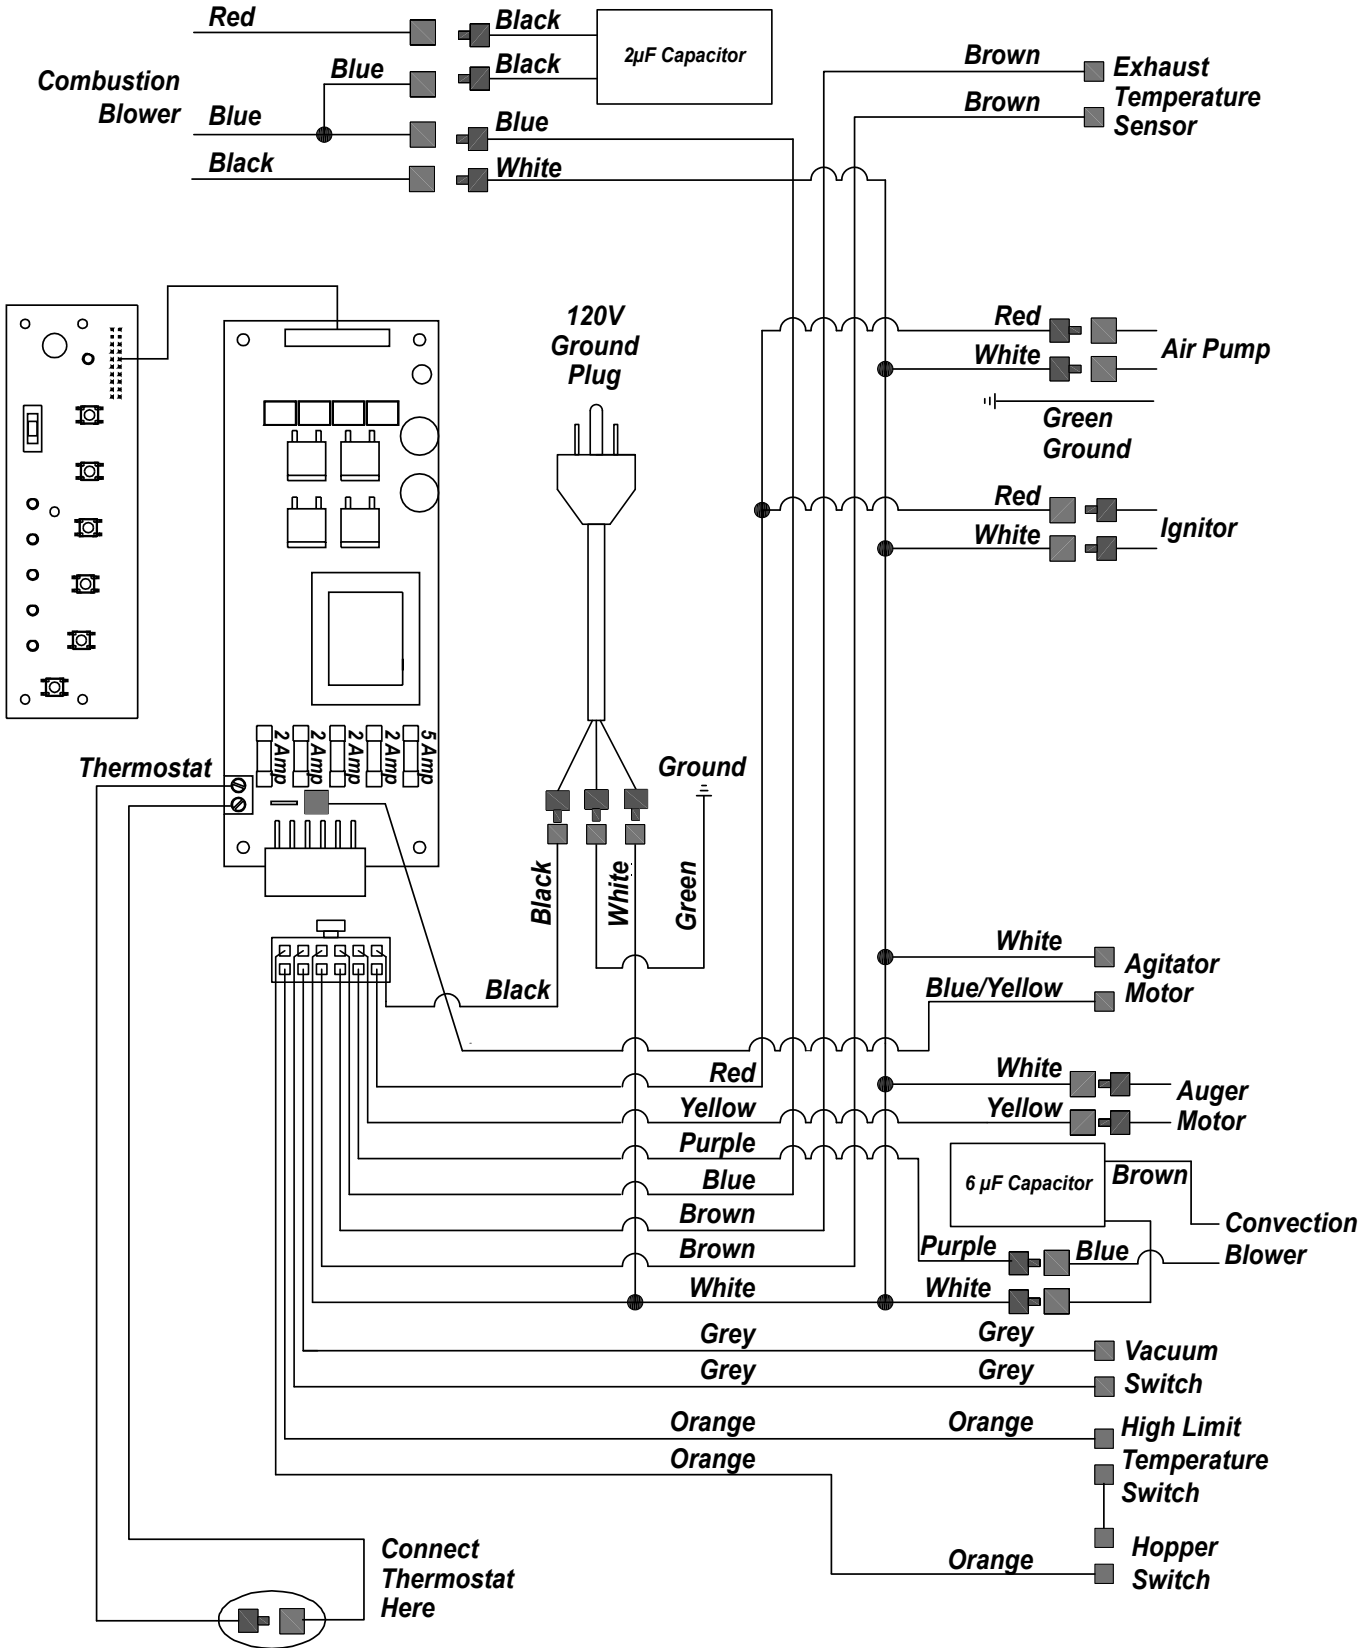 Red
Black
2µF Capacitor
Combustion
Blower
Blue
Black
Blue
Blue
Black
White
Brown
Exhaust
Temperature
Sensor
Brown
120V
Ground
Plug
Red
White
Air Pump
Green
Ground
Red
White
Ignitor
2 Amp
2 Amp
2 Amp
2 Amp
5 Amp
Thermostat
Ground
Black
White
Green
Black
White
Agitator
Motor
Blue/Yellow
Red
White
Auger
Motor
Yellow
Yellow
Purple
6 µF Capacitor
Brown
Blue
Brown
Convection
Blower
Brown
Purple
Blue
White
White
Grey
Grey
Vacuum
Switch
Grey
Grey
Orange
Orange
High Limit
Temperature
Switch
Orange
Connect
Thermostat
Here
Orange
Hopper
Switch